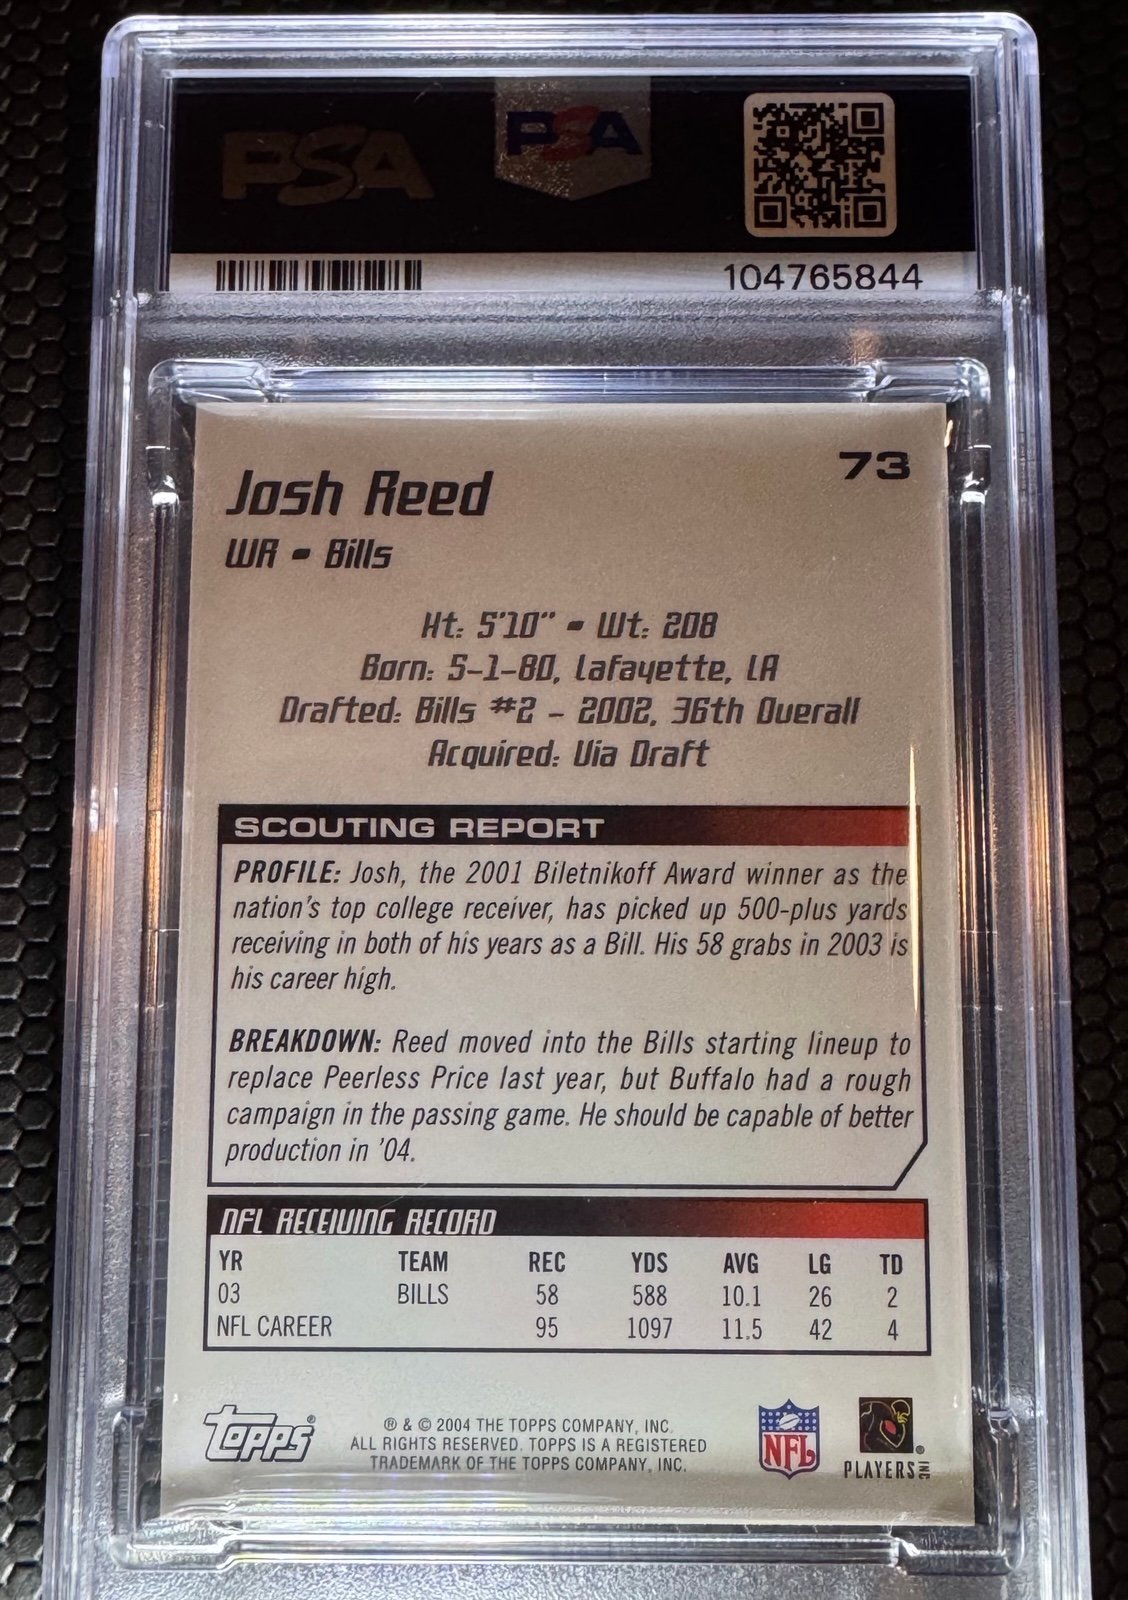 PSA
PSA
104765844
73
Josh Reed
WR • Bills
Ht: 5'10" • Wt: 208
Born: 5-1-80, Lafayette, LA
Drafted: Bills #2 - 2002, 36th Overall
Acquired: Via Draft
SCOUTING REPORT
PROFILE: Josh, the 2001 Biletnikoff Award winner as the
nation's top college receiver, has picked up 500-plus yards
receiving in both of his years as a Bill. His 58 grabs in 2003 is
his career high.
BREAKDOWN: Reed moved into the Bills starting lineup to
replace Peerless Price last year, but Buffalo had a rough
campaign in the passing game. He should be capable of better
production in '04.
NFL RECEIVING RECORD
YR TEAM REC YDS AVG LG TD
03 BILLS 58 588 10.1 26 2
NFL CAREER 95 1097 11.5 42 4
Topps®
® & © 2004 THE TOPPS COMPANY, INC.
ALL RIGHTS RESERVED. TOPPS IS A REGISTERED
TRADEMARK OF THE TOPPS COMPANY, INC.
NFL
PLAYERS INC ®